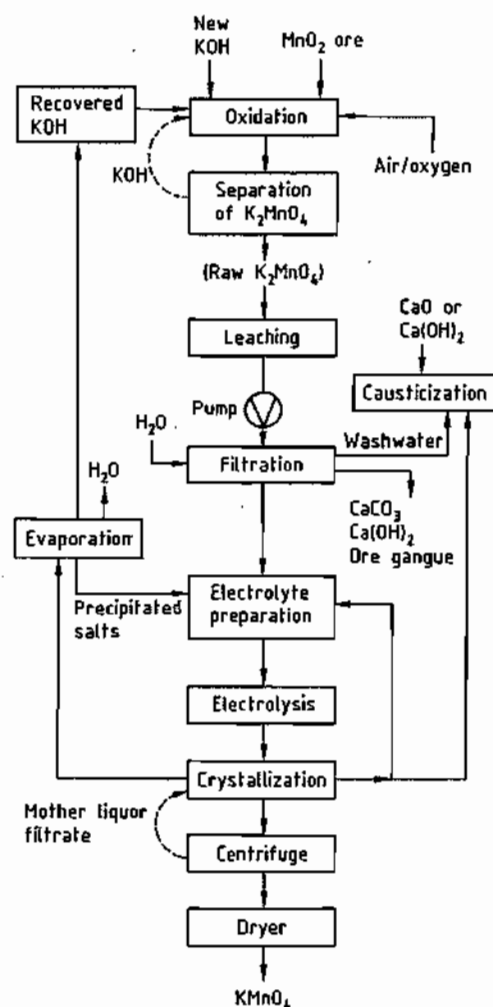 New
KOH
MnO₂ ore
Recovered
KOH
Oxidation
KOH
Air/oxygen
Separation
of K₂MnO₄
(Raw K₂MnO₄)
CaO or
Ca(OH)₂
Leaching
Causticization
Pump
H₂O
Washwater
Filtration
H₂O
CaCO₃
Ca(OH)₂
Ore gangue
Evaporation
Precipitated
salts
Electrolyte
preparation
Electrolysis
Crystallization
Mother liquor
filtrate
Centrifuge
Dryer
KMnO₄